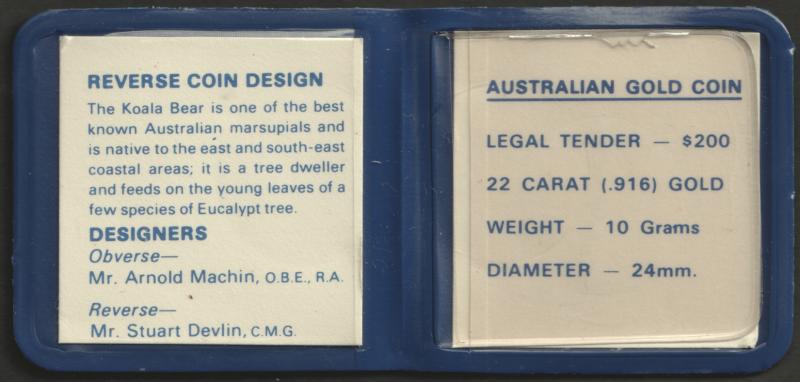 REVERSE COIN DESIGN
The Koala Bear is one of the best
known Australian marsupials and
is native to the east and south-east
coastal areas; it is a tree dweller
and feeds on the young leaves of a
few species of Eucalypt tree.
DESIGNERS
Obverse—
Mr. Arnold Machin, O.B.E., R.A.
Reverse—
Mr. Stuart Devlin, C.M.G.
AUSTRALIAN GOLD COIN
LEGAL TENDER — $200
22 CARAT (.916) GOLD
WEIGHT — 10 Grams
DIAMETER — 24mm.